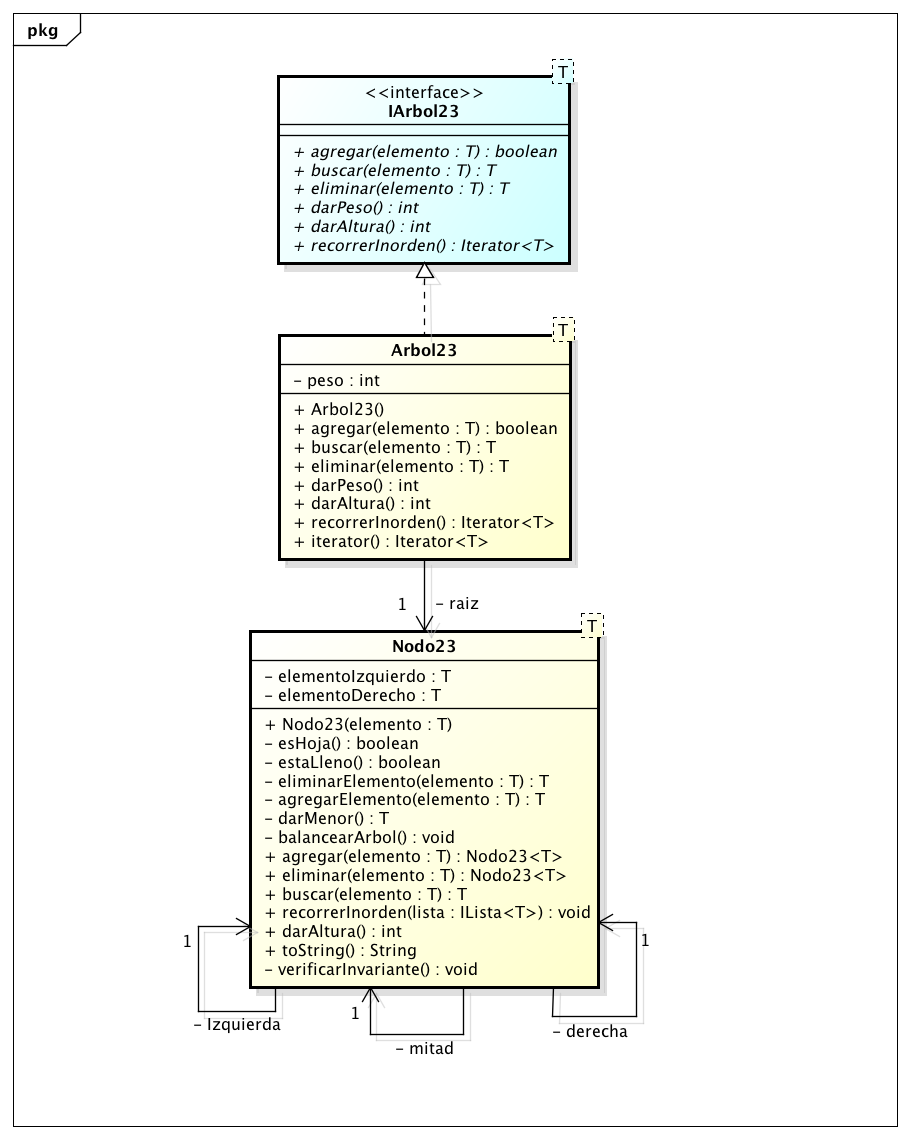 pkg
T
<<interface>>
IArbol23
+ agregar(elemento : T) : boolean
+ buscar(elemento : T) : T
+ eliminar(elemento : T) : T
+ darPeso() : int
+ darAltura() : int
+ recorrerInorden() : Iterator<T>
T
Arbol23
- peso : int
+ Arbol23()
+ agregar(elemento : T) : boolean
+ buscar(elemento : T) : T
+ eliminar(elemento : T) : T
+ darPeso() : int
+ darAltura() : int
+ recorrerInorden() : Iterator<T>
+ iterator() : Iterator<T>
1 - raiz
T
Nodo23
- elementoIzquierdo : T
- elementoDerecho : T
+ Nodo23(elemento : T)
- esHoja() : boolean
- estaLleno() : boolean
- eliminarElemento(elemento : T) : T
- agregarElemento(elemento : T) : T
- darMenor() : T
- balancearArbol() : void
+ agregar(elemento : T) : Nodo23<T>
+ eliminar(elemento : T) : Nodo23<T>
+ buscar(elemento : T) : T
+ recorrerInorden(lista : ILista<T>) : void
+ darAltura() : int
+ toString() : String
- verificarInvariante() : void
1
1
1
- Izquierda
- derecha
- mitad